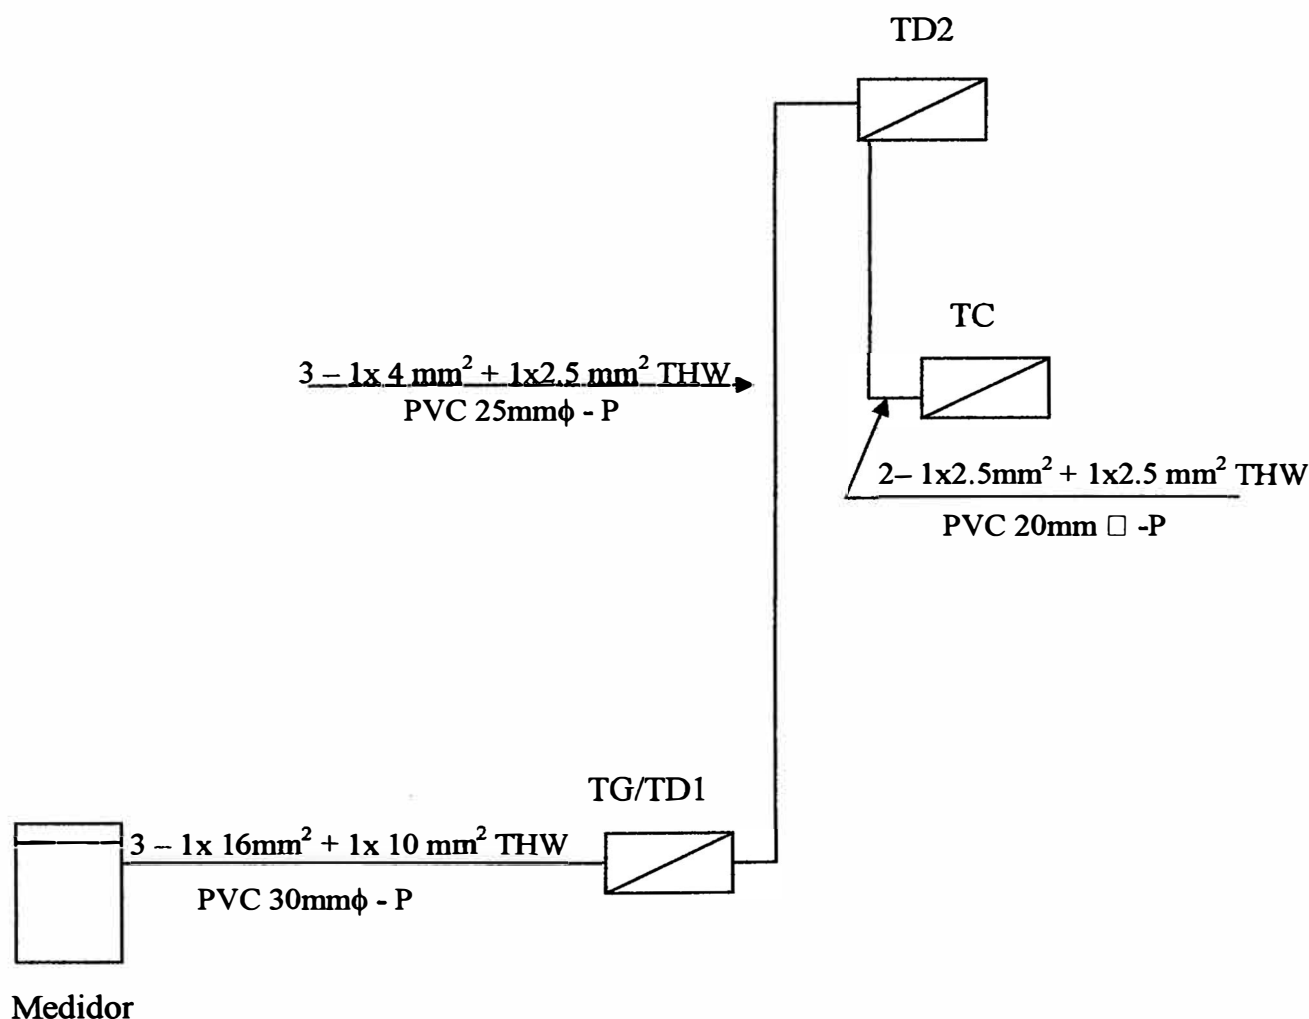 TD2
TC
3 – 1x 4 mm² + 1x2.5 mm² THW
PVC 25mmϕ - P
2– 1x2.5mm² + 1x2.5 mm² THW
PVC 20mm □ -P
TG/TD1
3 – 1x 16mm² + 1x 10 mm² THW
PVC 30mmϕ - P
Medidor